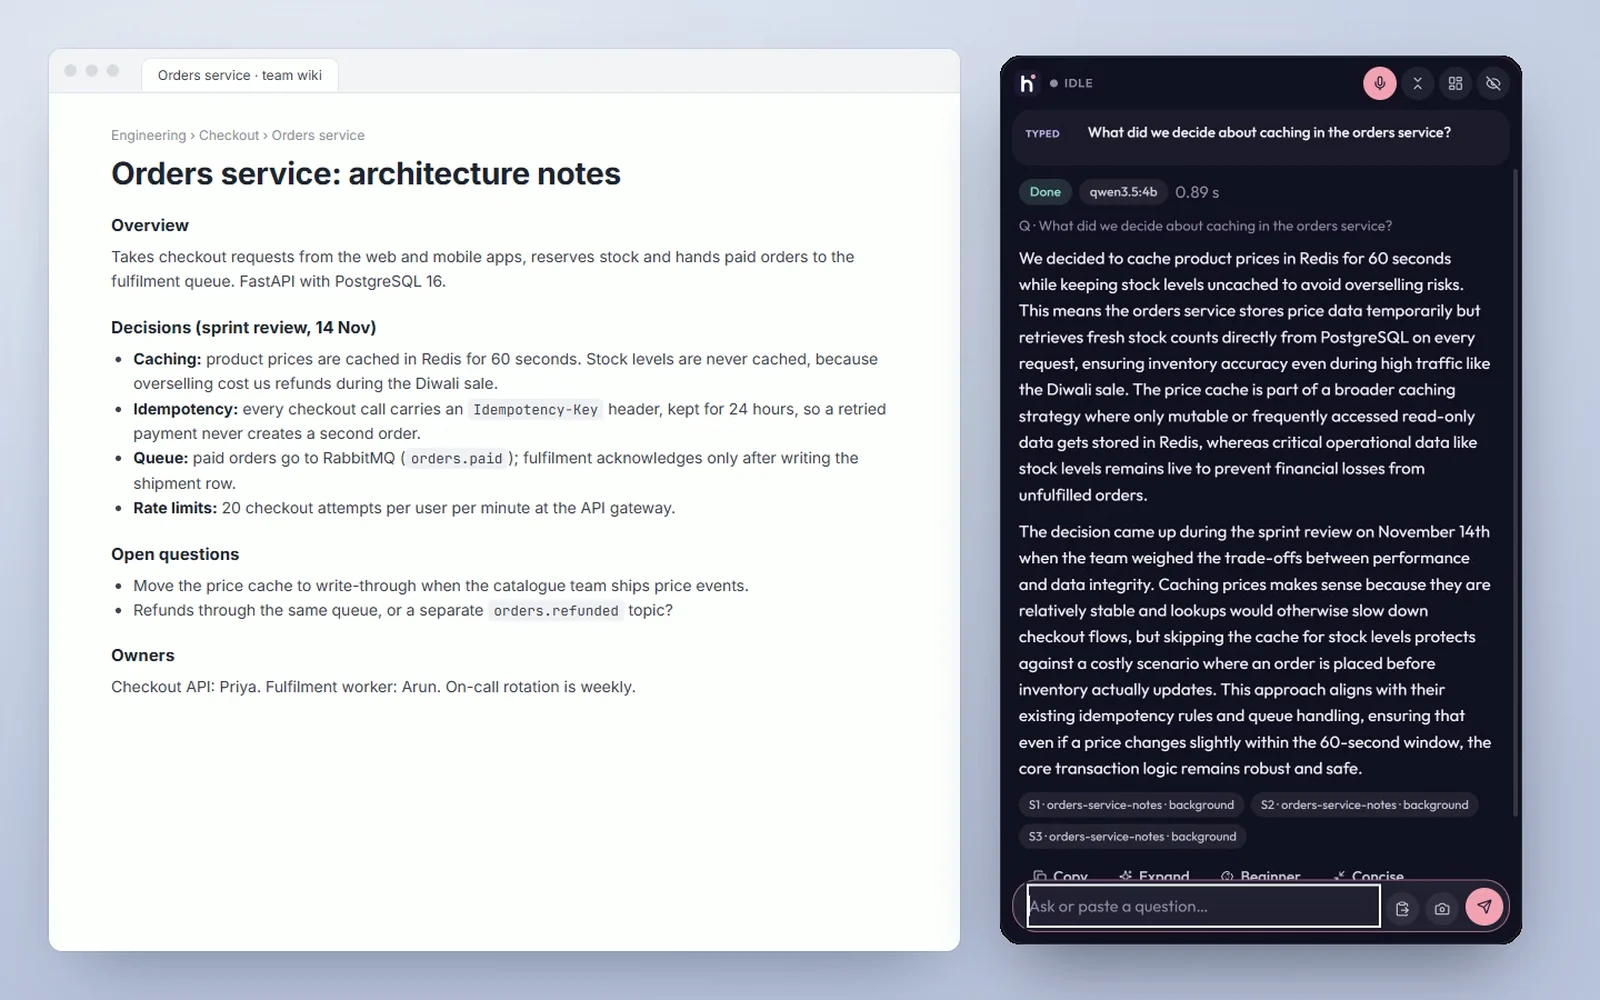 Orders service · team wiki
Engineering › Checkout › Orders service
Orders service: architecture notes
Overview
Takes checkout requests from the web and mobile apps, reserves stock and hands paid orders to the
fulfilment queue. FastAPI with PostgreSQL 16.
Decisions (sprint review, 14 Nov)
• Caching: product prices are cached in Redis for 60 seconds. Stock levels are never cached, because
overselling cost us refunds during the Diwali sale.
• Idempotency: every checkout call carries an Idempotency-Key header, kept for 24 hours, so a retried
payment never creates a second order.
• Queue: paid orders go to RabbitMQ ( orders.paid ); fulfilment acknowledges only after writing the
shipment row.
• Rate limits: 20 checkout attempts per user per minute at the API gateway.
Open questions
• Move the price cache to write-through when the catalogue team ships price events.
• Refunds through the same queue, or a separate orders.refunded topic?
Owners
Checkout API: Priya. Fulfilment worker: Arun. On-call rotation is weekly.
h IDLE
TYPED What did we decide about caching in the orders service?
Done qwen3.5:4b 0.89 s
Q · What did we decide about caching in the orders service?
We decided to cache product prices in Redis for 60 seconds
while keeping stock levels uncached to avoid overselling risks.
This means the orders service stores price data temporarily but
retrieves fresh stock counts directly from PostgreSQL on every
request, ensuring inventory accuracy even during high traffic like
the Diwali sale. The price cache is part of a broader caching
strategy where only mutable or frequently accessed read-only
data gets stored in Redis, whereas critical operational data like
stock levels remains live to prevent financial losses from
unfulfilled orders.
The decision came up during the sprint review on November 14th
when the team weighed the trade-offs between performance
and data integrity. Caching prices makes sense because they are
relatively stable and lookups would otherwise slow down
checkout flows, but skipping the cache for stock levels protects
against a costly scenario where an order is placed before
inventory actually updates. This approach aligns with their
existing idempotency rules and queue handling, ensuring that
even if a price changes slightly within the 60-second window, the
core transaction logic remains robust and safe.
S1 · orders-service-notes · background S2 · orders-service-notes · background
S3 · orders-service-notes · background
Copy Expand Beginner Concise
Ask or paste a question...